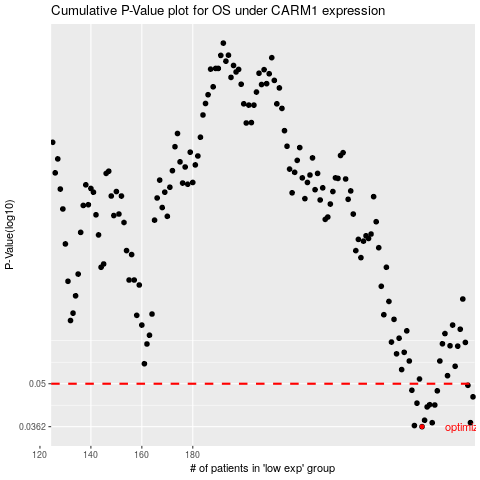 Cumulative P-Value plot for OS under CARM1 expression
P-Value(log10)
0.05
0.0362
optimiz
120 140 160 180
# of patients in 'low exp' group